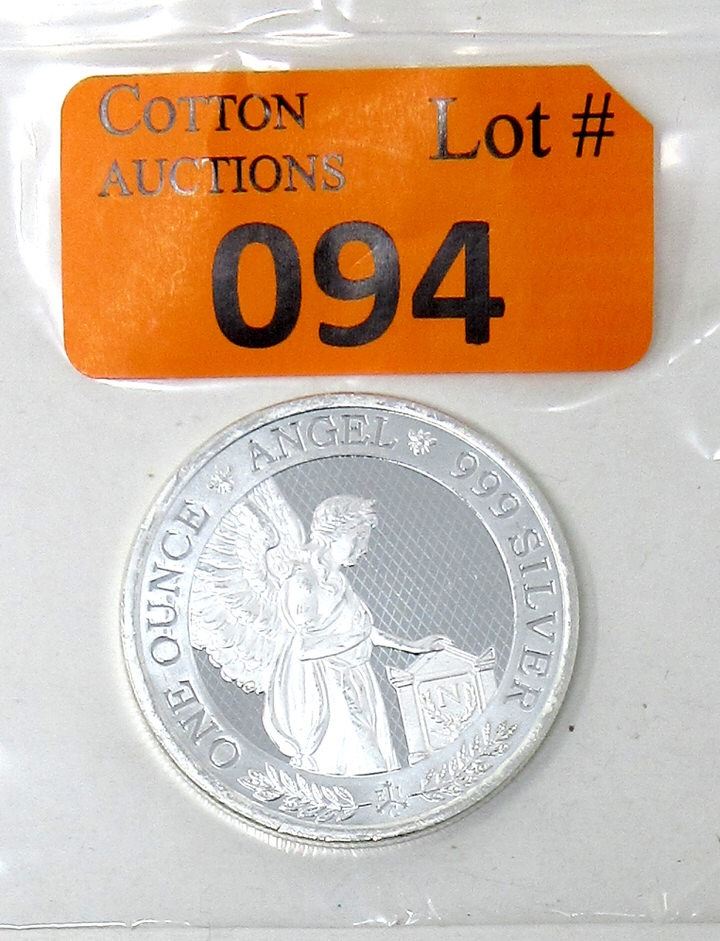 COTTON
AUCTIONS
Lot #
094
ONE OUNCE ANGEL 999 SILVER
N